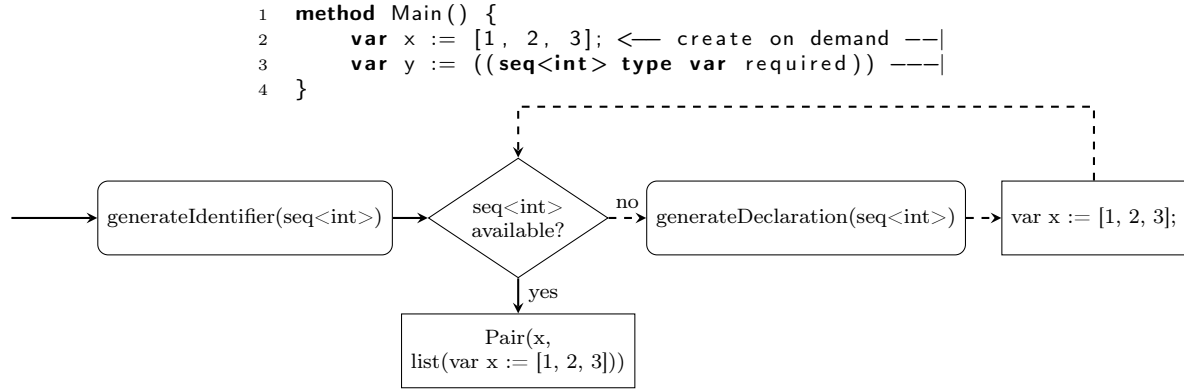 1 method Main() {
2 var x := [1, 2, 3]; <—— create on demand ——|
3 var y := ((seq<int> type var required)) ———|
4 }
generateIdentifier(seq<int>)
seq<int>
available?
no
generateDeclaration(seq<int>)
var x := [1, 2, 3];
yes
Pair(x,
list(var x := [1, 2, 3]))